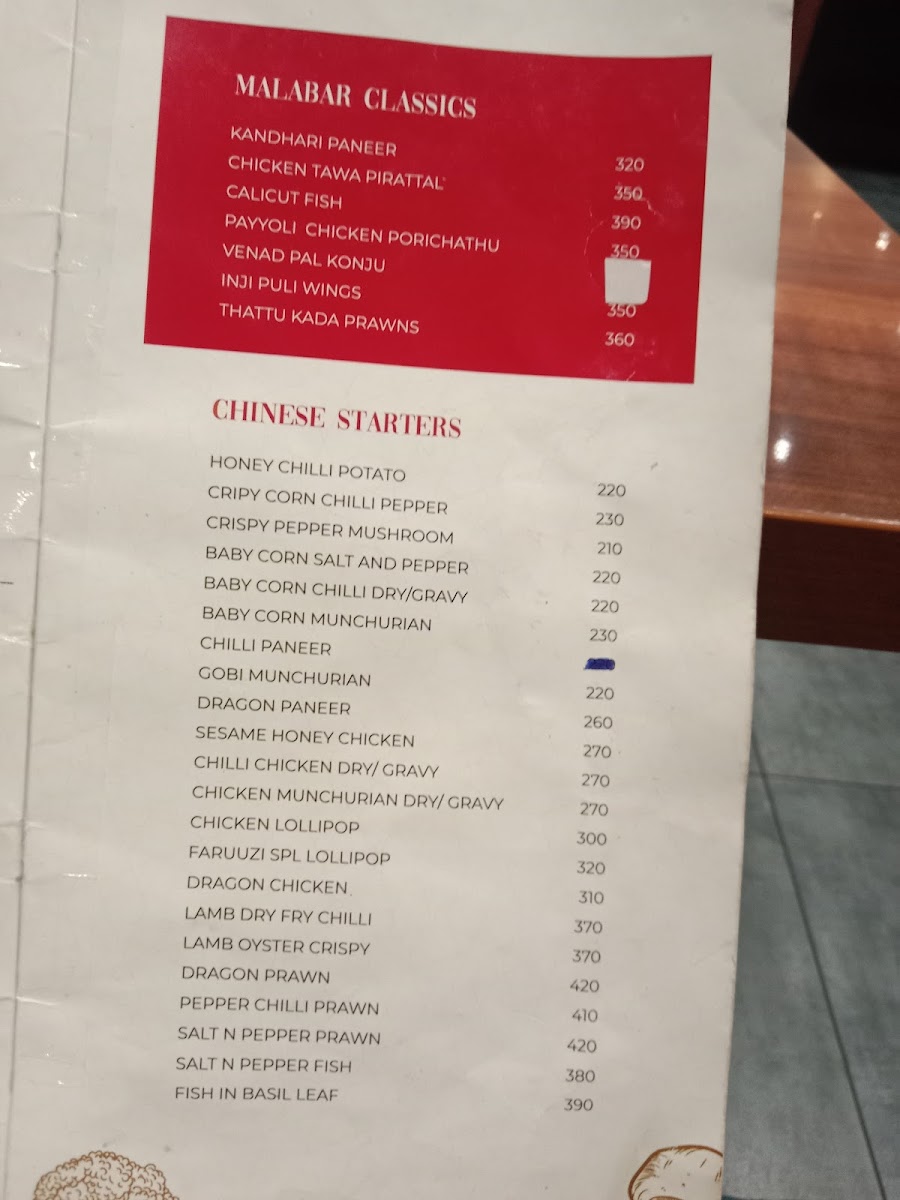 MALABAR CLASSICS
KANDHARI PANEER 320
CHICKEN TAWA PIRATTAL 350
CALICUT FISH 390
PAYYOLI CHICKEN PORICHATHU 350
VENAD PAL KONJU
INJI PULI WINGS 350
THATTU KADA PRAWNS 360
CHINESE STARTERS
HONEY CHILLI POTATO 220
CRIPY CORN CHILLI PEPPER 230
CRISPY PEPPER MUSHROOM 210
BABY CORN SALT AND PEPPER 220
BABY CORN CHILLI DRY/GRAVY 220
BABY CORN MUNCHURIAN 230
CHILLI PANEER
GOBI MUNCHURIAN 220
DRAGON PANEER 260
SESAME HONEY CHICKEN 270
CHILLI CHICKEN DRY/ GRAVY 270
CHICKEN MUNCHURIAN DRY/ GRAVY 270
CHICKEN LOLLIPOP 300
FARUUZI SPL LOLLIPOP 320
DRAGON CHICKEN 310
LAMB DRY FRY CHILLI 370
LAMB OYSTER CRISPY 370
DRAGON PRAWN 420
PEPPER CHILLI PRAWN 410
SALT N PEPPER PRAWN 420
SALT N PEPPER FISH 380
FISH IN BASIL LEAF 390